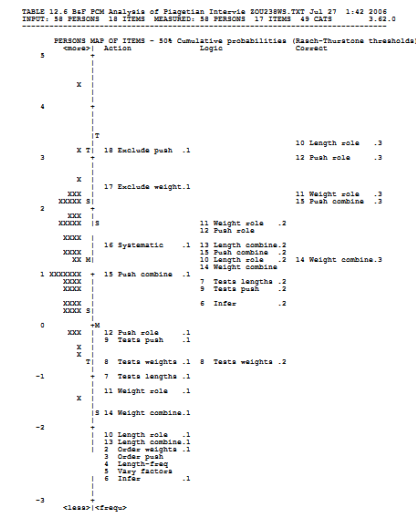 TABLE 12.6 B&F PCM Analysis of Piagetian Intervie ZOU238WS.TXT Jul 27 1:42 2006
INPUT: 58 PERSONS 18 ITEMS MEASURED: 58 PERSONS 17 ITEMS 49 CATS 3.62.0
PERSONS MAP OF ITEMS - 50% Cumulative probabilities (Rasch-Thurstone thresholds)
<more>| Action Logic Correct
5 +
|
|
X |
|
4 +
|
|
|T
| 10 Length role .3
X T| 18 Exclude push .1
3 + 12 Push role .3
|
X |
| 17 Exclude weight.1
XXX | 11 Weight role .3
XXXXX S| 15 Push combine .3
2 +
XXX |
XXXXX |S 11 Weight role .2
| 12 Push role
XXXX |
| 16 Systematic .1 13 Length combine.2
XXXX | 15 Push combine .2
XX M| 10 Length role .2 14 Weight combine.3
| 14 Weight combine
1 XXXXXXX + 15 Push combine .1
XXXX | 7 Tests lengths .2
XXXX | 9 Tests push .2
|
XXXX | 6 Infer .2
XXXX S|
|
0 +M
XXX | 12 Push role .1
| 9 Tests push .1
X |
X |
T| 8 Tests weights .1 8 Tests weights .2
|
-1 + 7 Tests lengths .1
|
| 11 Weight role .1
X |
|
|S 14 Weight combine.1
|
-2 +
| 10 Length role .1
| 13 Length combine.1
| 2 Order weights .1
3 Order push
4 Length-freq
5 Vary factors
| 6 Infer .1
|
-3 +
<less>|<frequ>